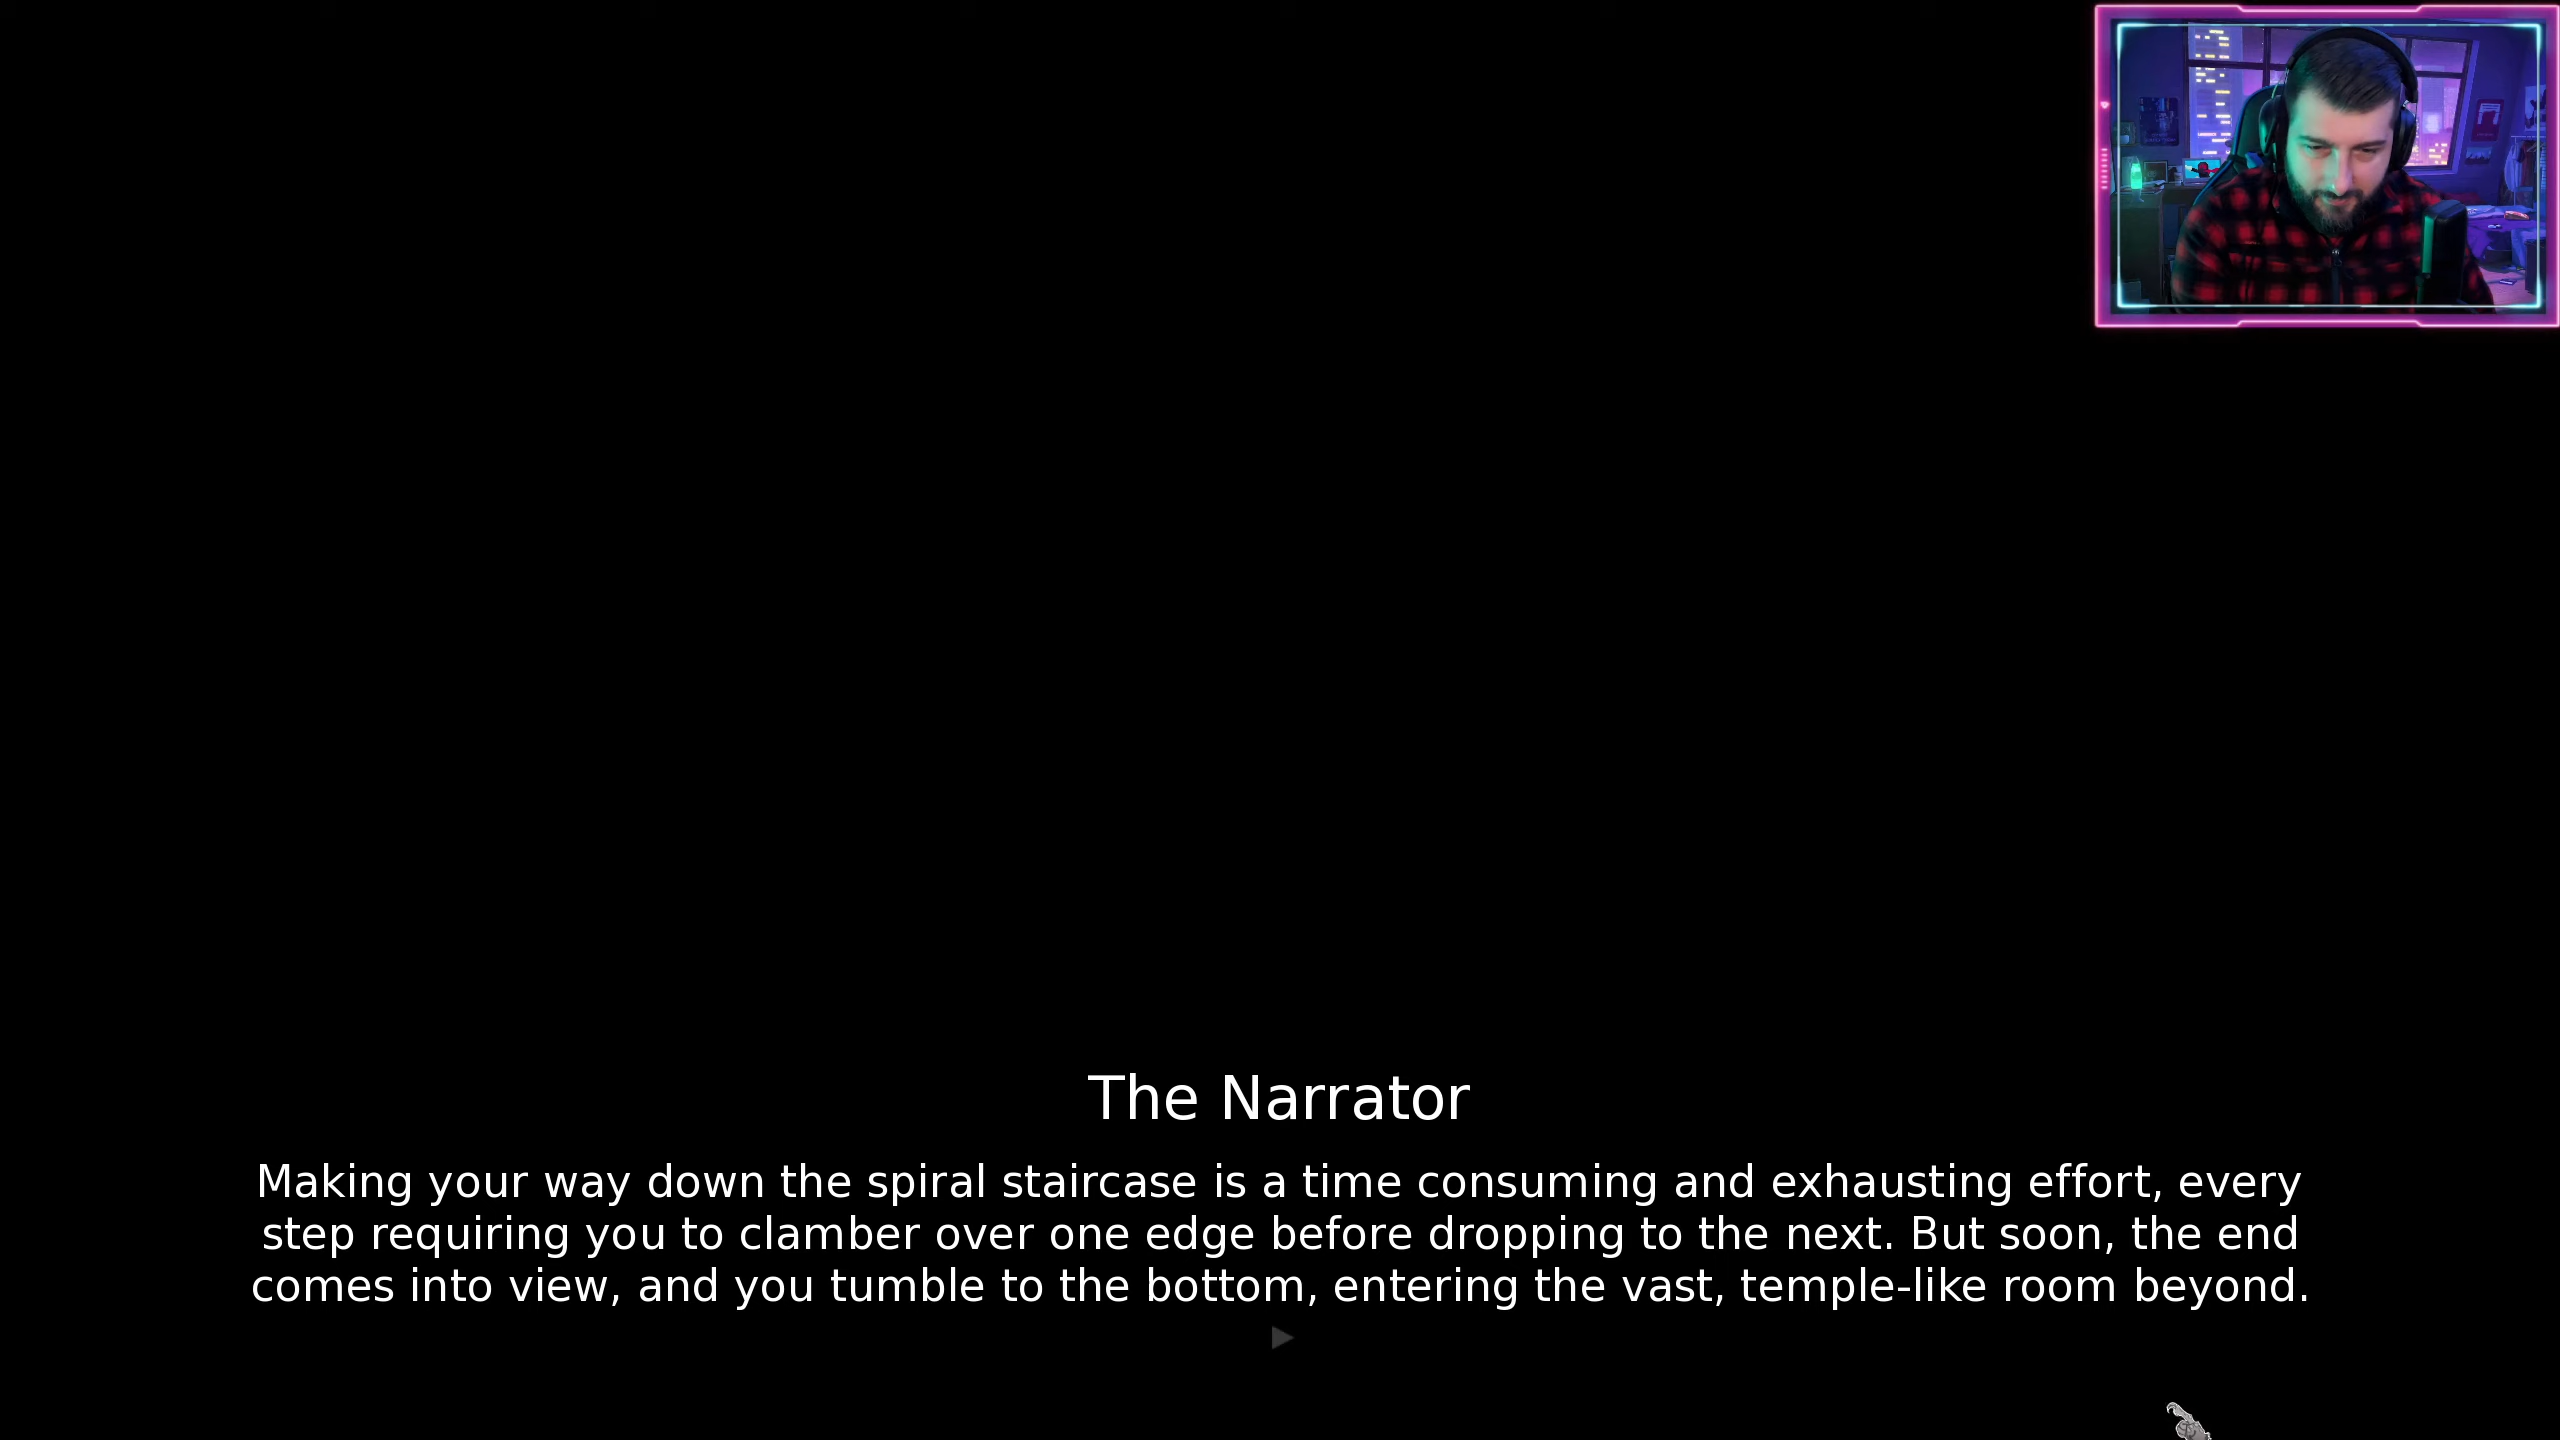 The Narrator
Making your way down the spiral staircase is a time consuming and exhausting effort, every
step requiring you to clamber over one edge before dropping to the next. But soon, the end
comes into view, and you tumble to the bottom, entering the vast, temple-like room beyond.